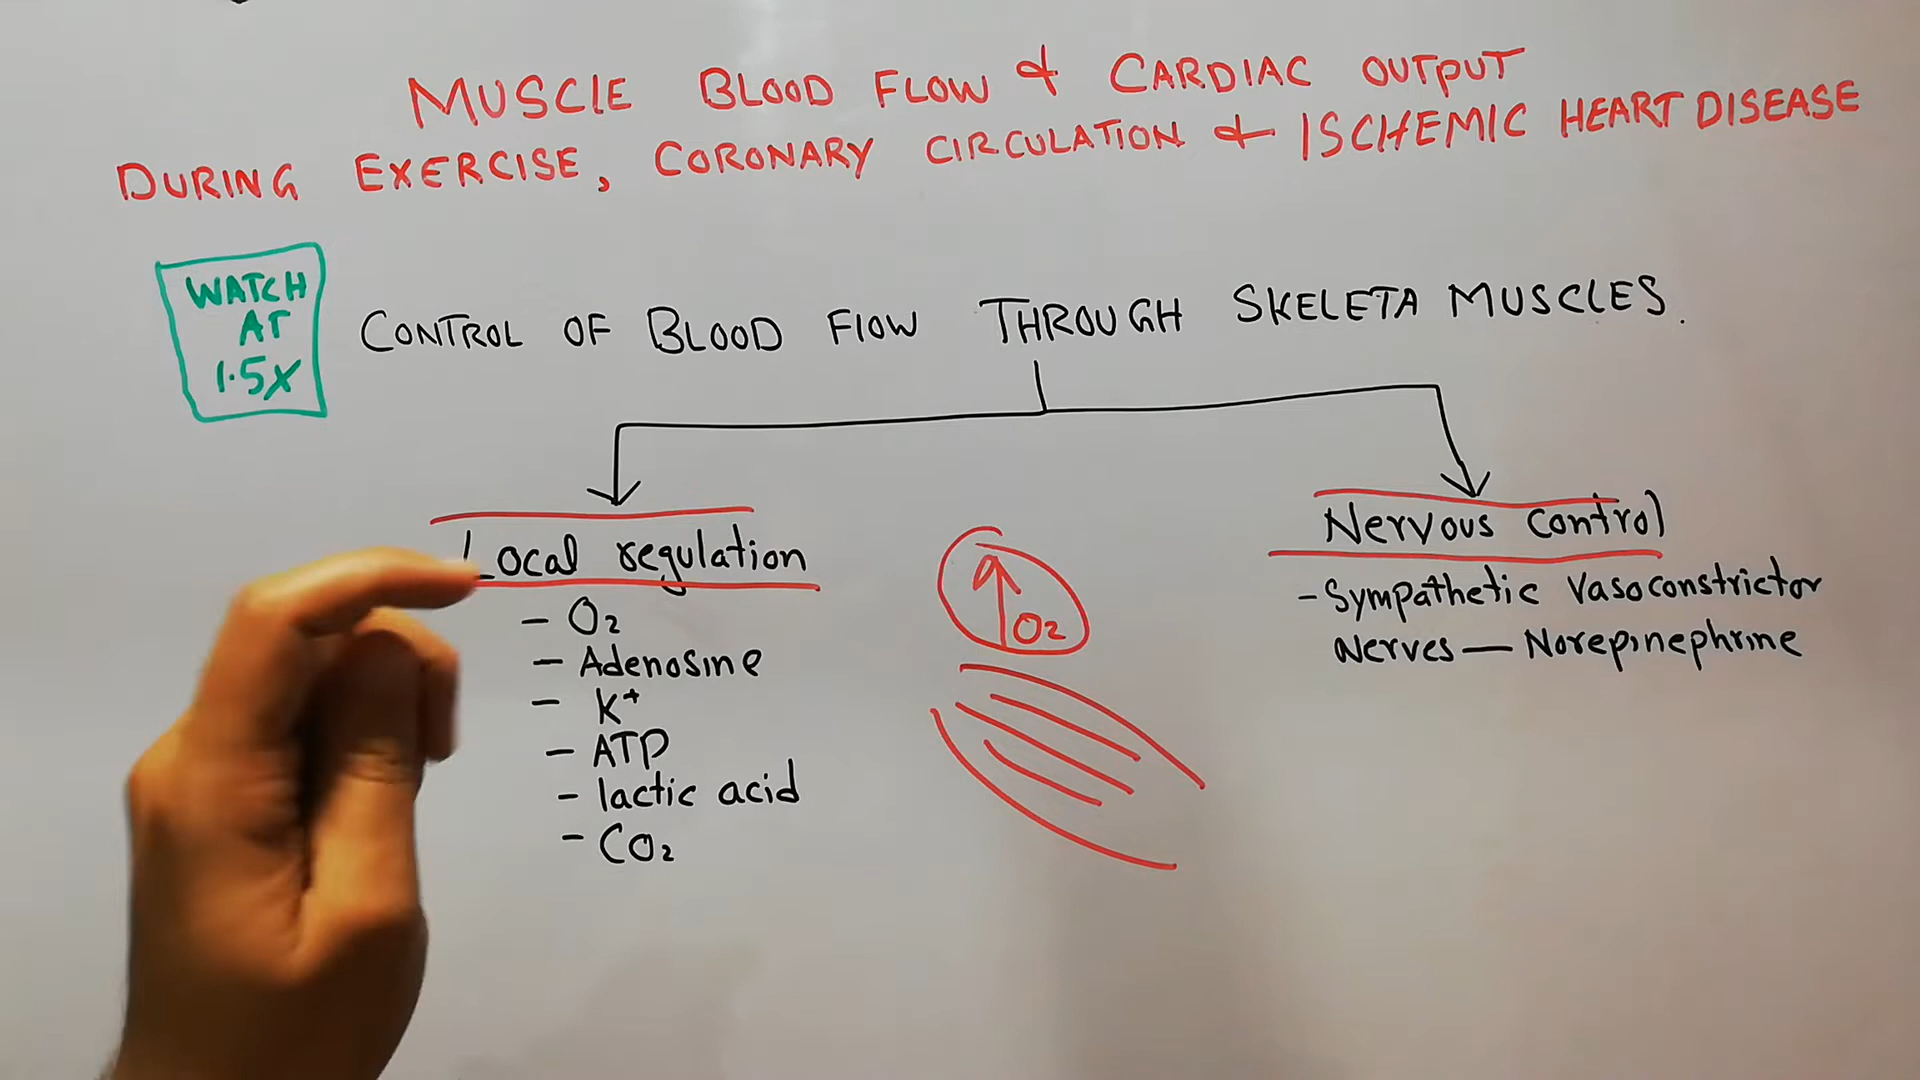 MUSCLE BLOOD FLOW & CARDIAC OUTPUT
DURING EXERCISE, CORONARY CIRCULATION & ISCHEMIC HEART DISEASE
WATCH
AT
1.5X
CONTROL OF BLOOD FLOW THROUGH SKELETA MUSCLES.
Local regulation
- O₂
- Adenosine
- K⁺
- ATP
- lactic acid
- CO₂
↑ O₂
Nervous control
- Sympathetic vasoconstrictor
nerves — Norepinephrine